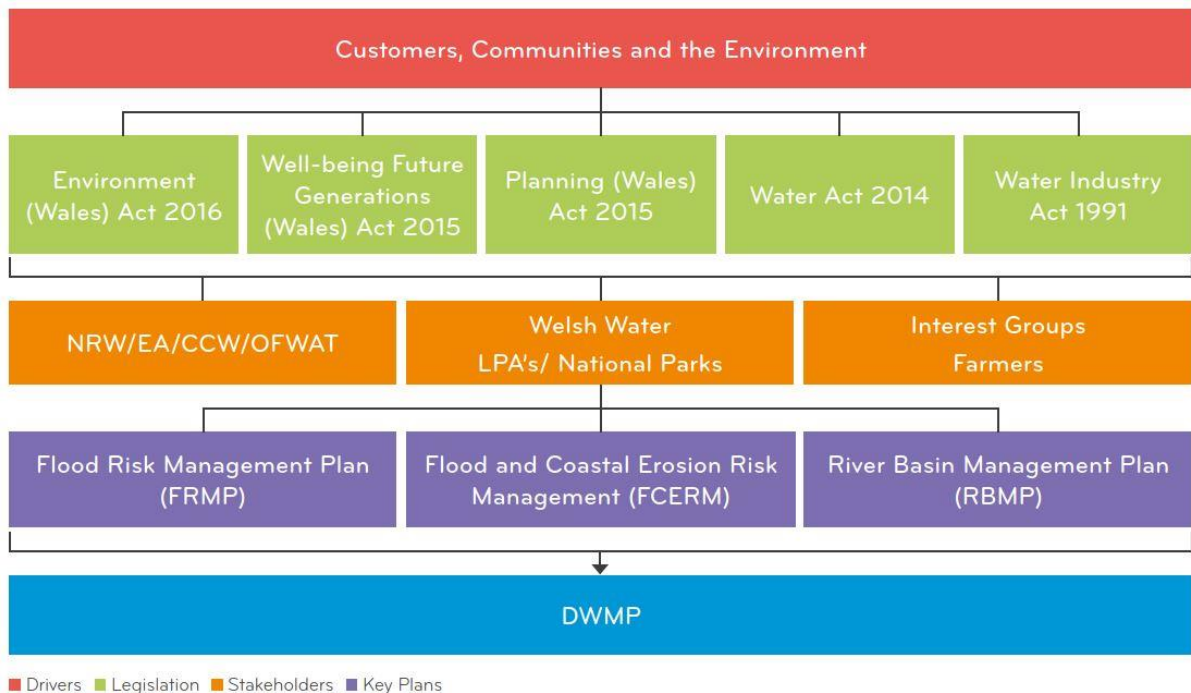 Customers, Communities and the Environment
Environment
(Wales) Act 2016
Well-being Future
Generations
(Wales) Act 2015
Planning (Wales)
Act 2015
Water Act 2014
Water Industry
Act 1991
NRW/EA/CCW/OFWAT
Welsh Water
LPA's/ National Parks
Interest Groups
Farmers
Flood Risk Management Plan
(FRMP)
Flood and Coastal Erosion Risk
Management (FCERM)
River Basin Management Plan
(RBMP)
DWMP
Drivers Legislation Stakeholders Key Plans